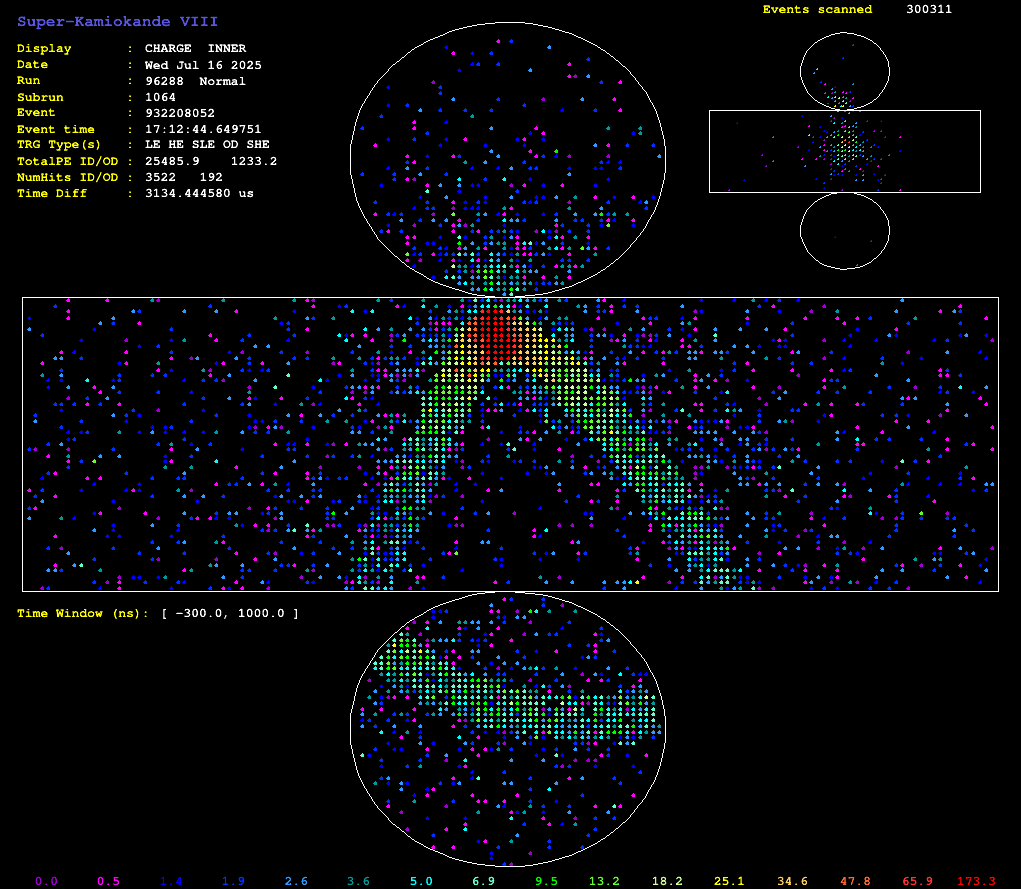 Super-Kamiokande VIII
Events scanned 300311
Display : CHARGE INNER
Date : Wed Jul 16 2025
Run : 96288 Normal
Subrun : 1064
Event : 932208052
Event time : 17:12:44.649751
TRG Type(s) : LE HE SLE OD SHE
TotalPE ID/OD : 25485.9 1233.2
NumHits ID/OD : 3522 192
Time Diff : 3134.444580 us
Time Window (ns): [ -300.0, 1000.0 ]
0.0 0.5 1.4 1.9 2.6 3.6 5.0 6.9 9.5 13.2 18.2 25.1 34.6 47.8 65.9 173.3